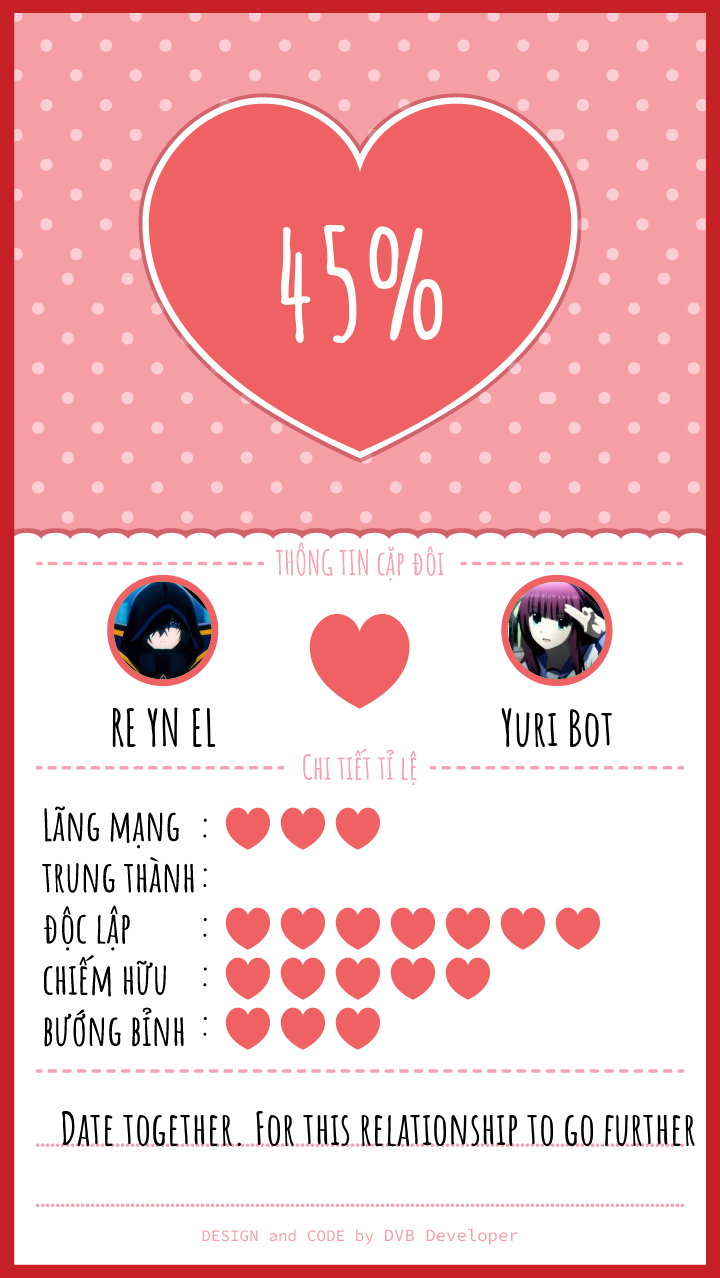 45%
THÔNG TIN CẶP ĐÔI
RE YN EL
YURI BOT
CHI TIẾT TỈ LỆ
LÃNG MẠNG :
TRUNG THÀNH :
ĐỘC LẬP :
CHIẾM HỮU :
BƯỚNG BỈNH :
DATE TOGETHER. FOR THIS RELATIONSHIP TO GO FURTHER
DESIGN and CODE by DVB Developer